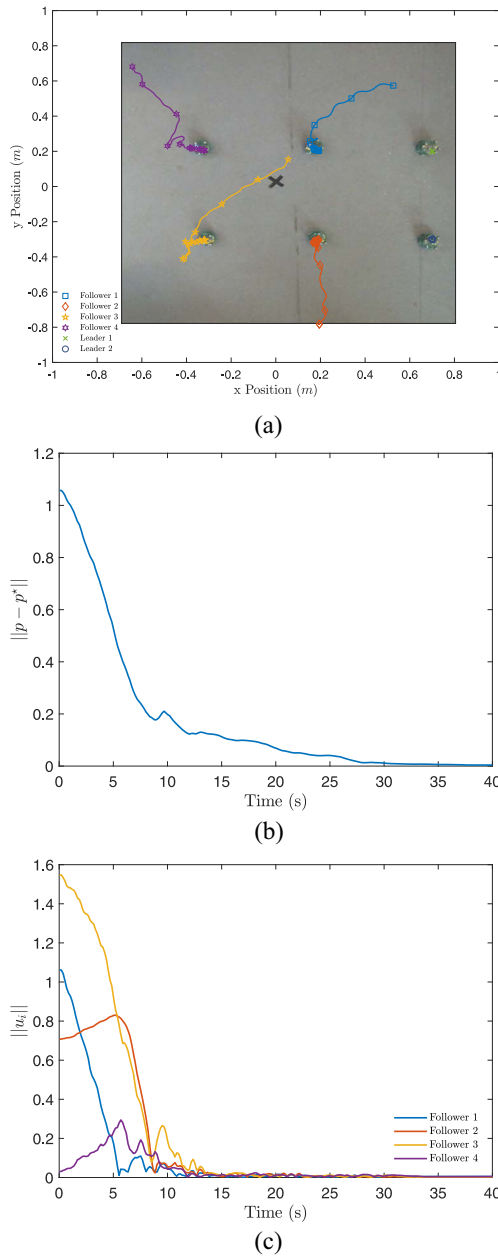 1
0.8
0.6
0.4
0.2
0
-0.2
-0.4
-0.6
-0.8
-1
y Position (m)
Follower 1
Follower 2
Follower 3
Follower 4
Leader 1
Leader 2
-1 -0.8 -0.6 -0.4 -0.2 0 0.2 0.4 0.6 0.8 1
x Position (m)
(a)
1.2
1
0.8
0.6
0.4
0.2
0
||p − p⋆||
0 5 10 15 20 25 30 35 40
Time (s)
(b)
1.6
1.4
1.2
1
0.8
0.6
0.4
0.2
0
||u_i||
Follower 1
Follower 2
Follower 3
Follower 4
0 5 10 15 20 25 30 35 40
Time (s)
(c)